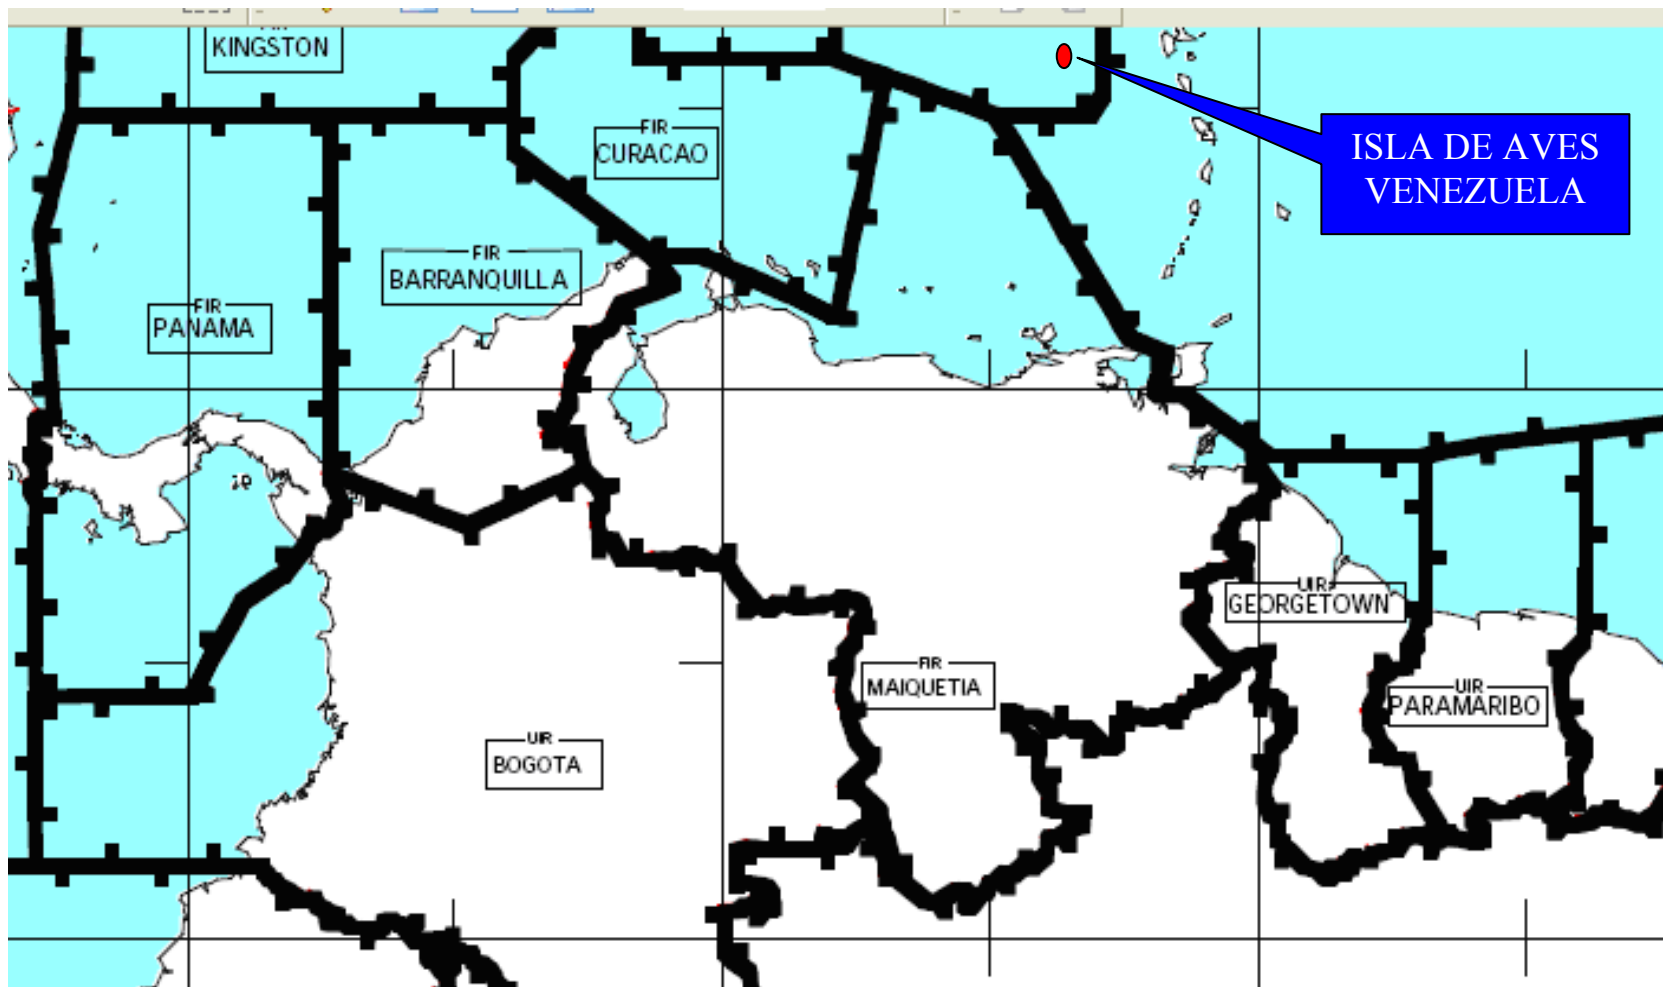 FIR
KINGSTON
FIR
CURACAO
ISLA DE AVES
VENEZUELA
FIR
BARRANQUILLA
FIR
PANAMA
UIR
GEORGETOWN
FIR
MAIQUETIA
UIR
PARAMARIBO
UIR
BOGOTA